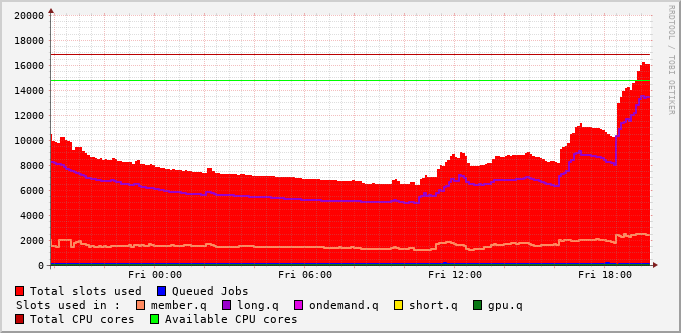 20000
18000
16000
14000
12000
10000
8000
6000
4000
2000
0
Fri 00:00 Fri 06:00 Fri 12:00 Fri 18:00
RRDTOOL / TOBI OETIKER
Total slots used Queued Jobs
Slots used in : member.q long.q ondemand.q short.q gpu.q
Total CPU cores Available CPU cores